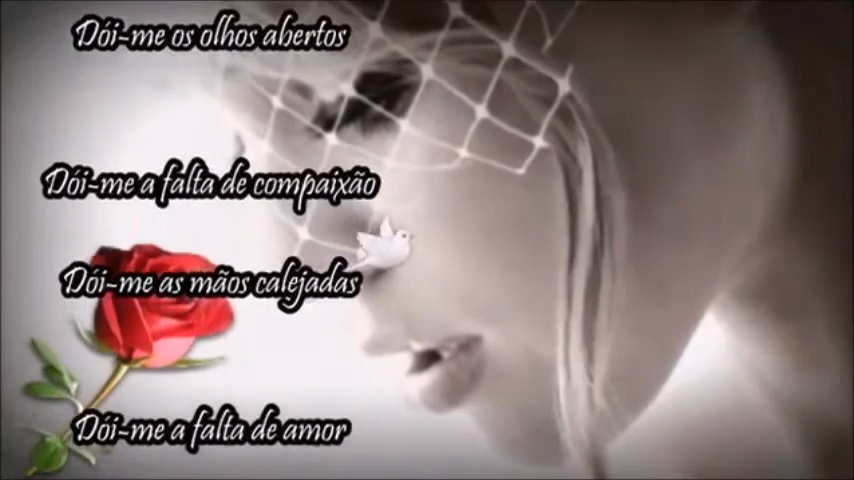 Dói-me os olhos abertos
Dói-me a falta de compaixão
Dói-me as mãos calejadas
Dói-me a falta de amor